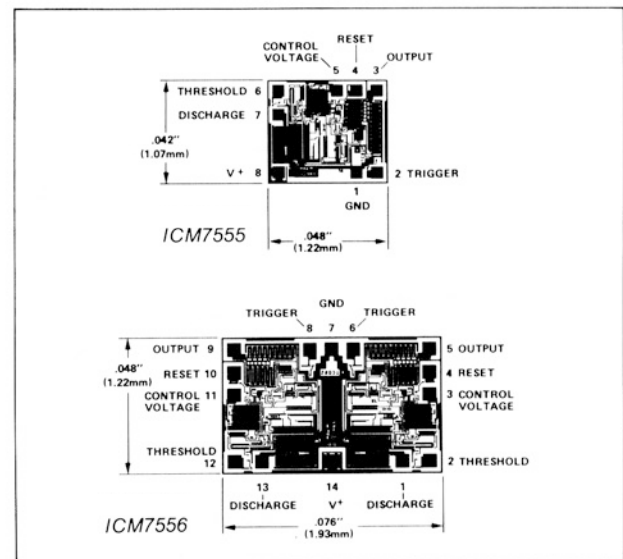 RESET
CONTROL VOLTAGE 5 4 3 OUTPUT
THRESHOLD 6
DISCHARGE 7
.042"
(1.07mm)
V+ 8
2 TRIGGER
1
GND
ICM7555
.048"
(1.22mm)
GND
TRIGGER TRIGGER
8 7 6
OUTPUT 9
5 OUTPUT
RESET 10
4 RESET
.048"
(1.22mm)
CONTROL 11
VOLTAGE
3 CONTROL
VOLTAGE
THRESHOLD
12
2 THRESHOLD
13 14 1
DISCHARGE V+ DISCHARGE
ICM7556
.076"
(1.93mm)